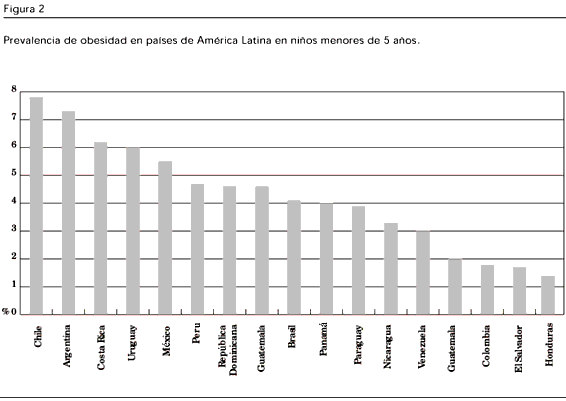 Figura 2
Prevalencia de obesidad en países de América Latina en niños menores de 5 años.
8
7
6
5
4
3
2
1
% 0
Chile
Argentina
Costa Rica
Uruguay
México
Peru
República
Dominicana
Guatemala
Brasil
Panamá
Paraguay
Nicaragua
Venezuela
Guatemala
Colombia
El Salvador
Honduras